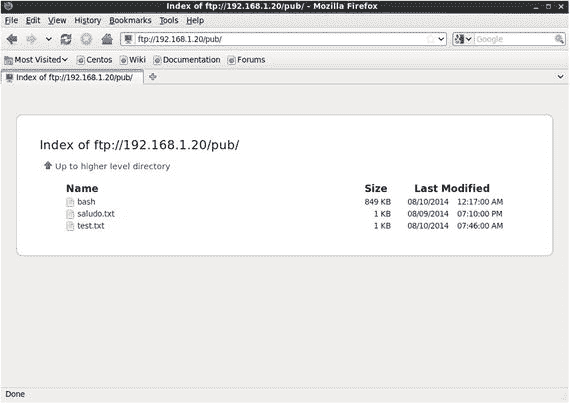 Index of ftp://192.168.1.20/pub/ - Mozilla Firefox
File Edit View History Bookmarks Tools Help
ftp://192.168.1.20/pub/
Google
Most Visited Centos Wiki Documentation Forums
Index of ftp://192.168.1.20/pub/
Index of ftp://192.168.1.20/pub/
Up to higher level directory
Name Size Last Modified
bash 849 KB 08/10/2014 12:17:00 AM
saludo.txt 1 KB 08/09/2014 07:10:00 PM
test.txt 1 KB 08/10/2014 07:46:00 AM
Done